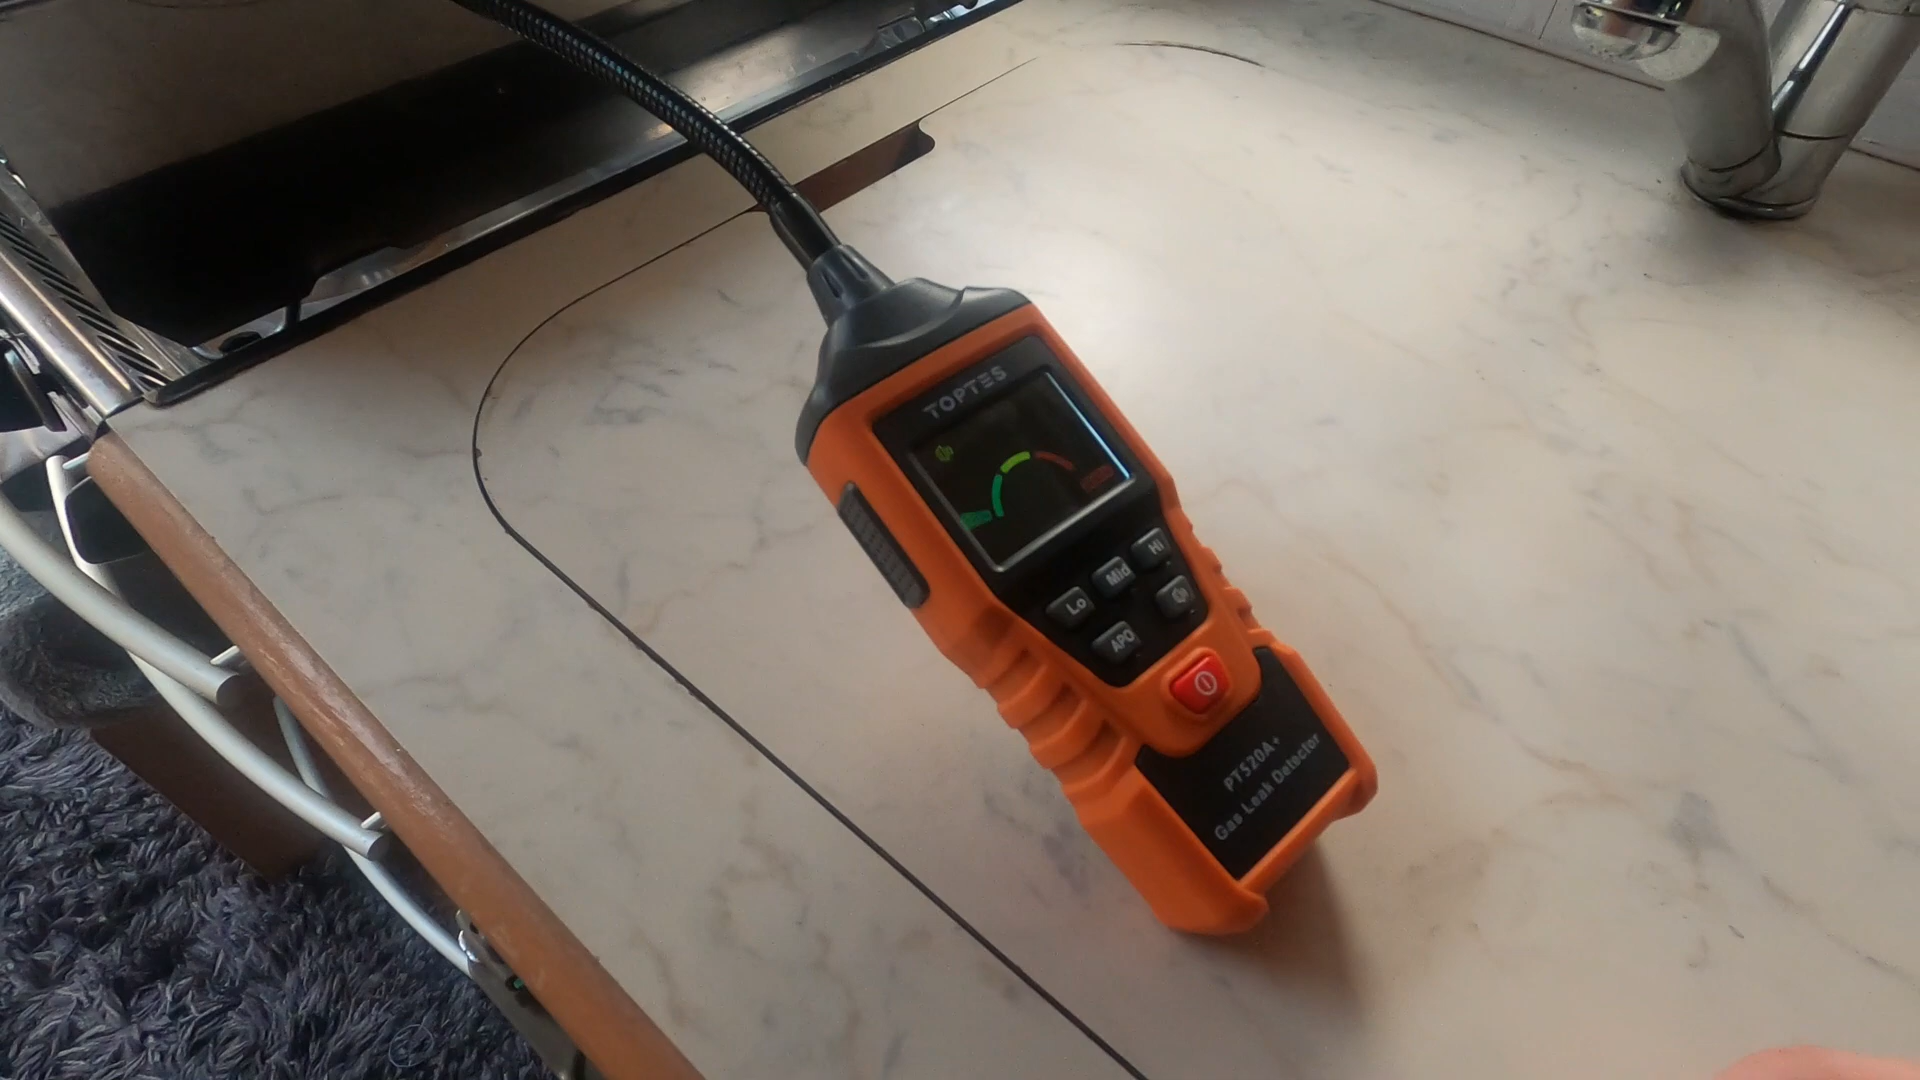 TOPTES
Lo Mid Hi
APO
PT520A+
Gas Leak Detector